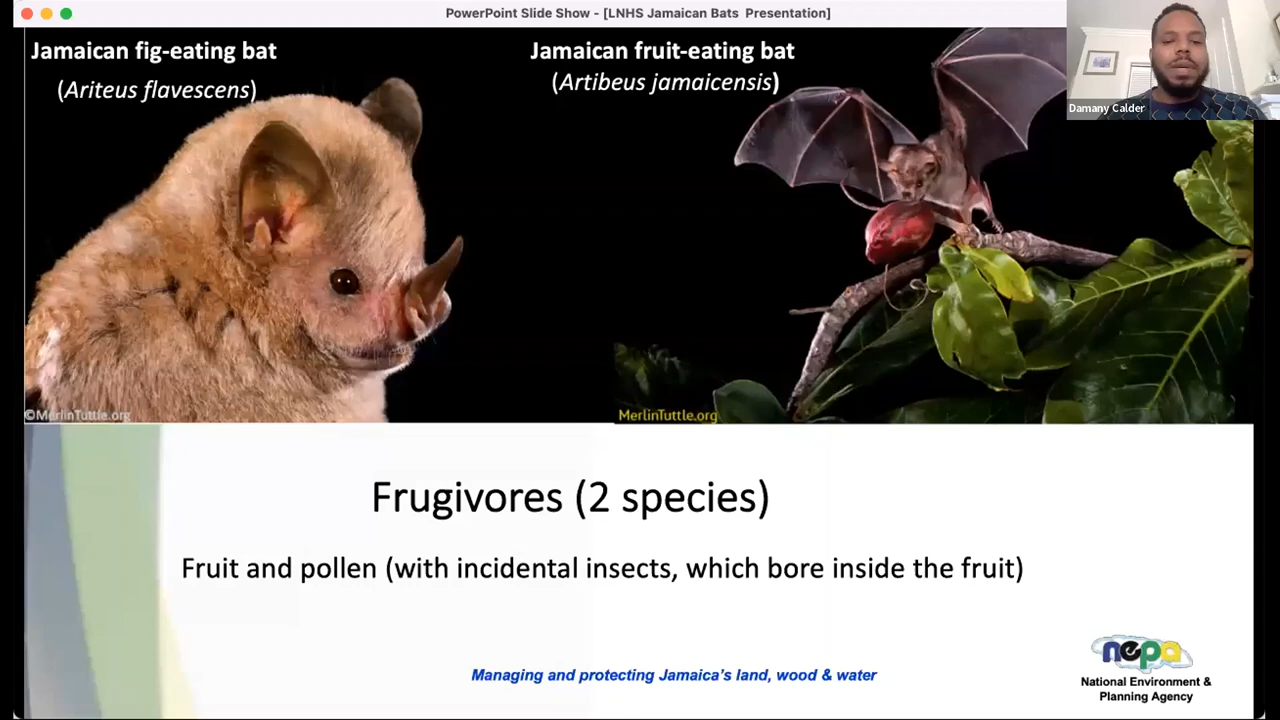 PowerPoint Slide Show - [LNHS Jamaican Bats  Presentation]
Jamaican fig-eating bat
(Ariteus flavescens)
Jamaican fruit-eating bat
(Artibeus jamaicensis)
Damany Calder
©MerlinTuttle.org
MerlinTuttle.org
Frugivores (2 species)
Fruit and pollen (with incidental insects, which bore inside the fruit)
Managing and protecting Jamaica's land, wood & water
nepa
National Environment &
Planning Agency